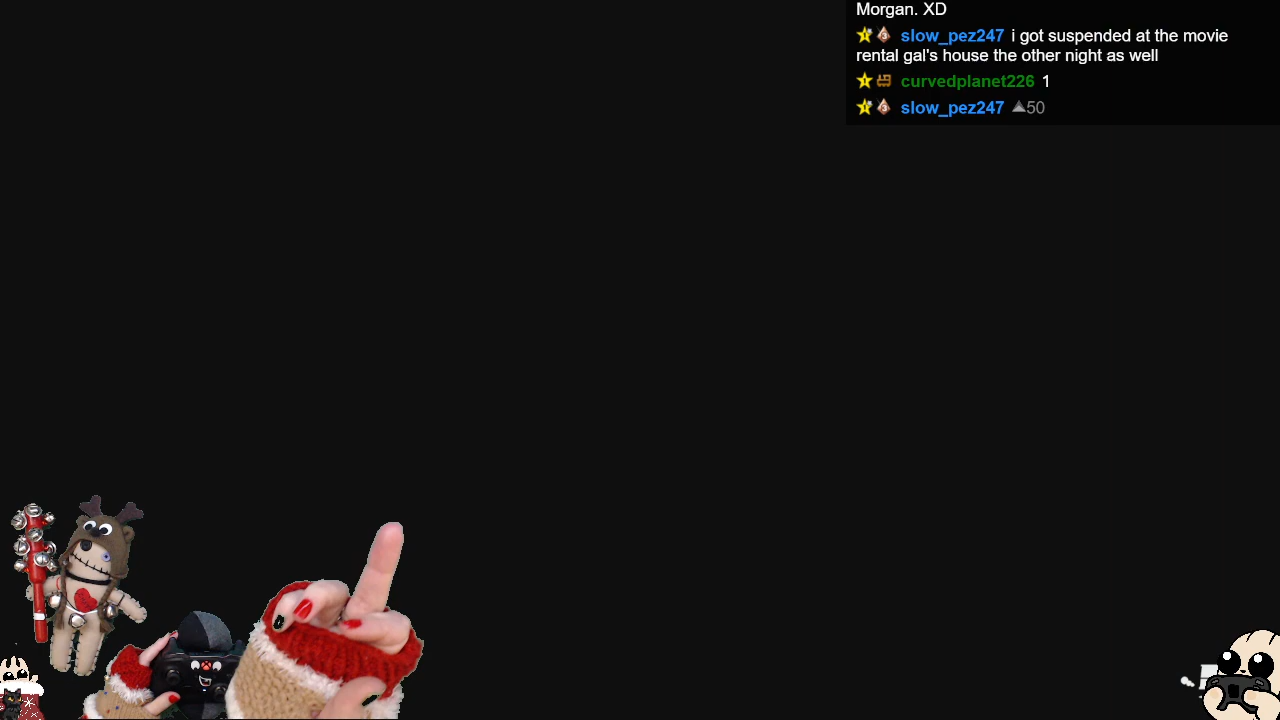 Morgan. XD
slow_pez247 i got suspended at the movie
rental gal's house the other night as well
curvedplanet226 1
slow_pez247 50